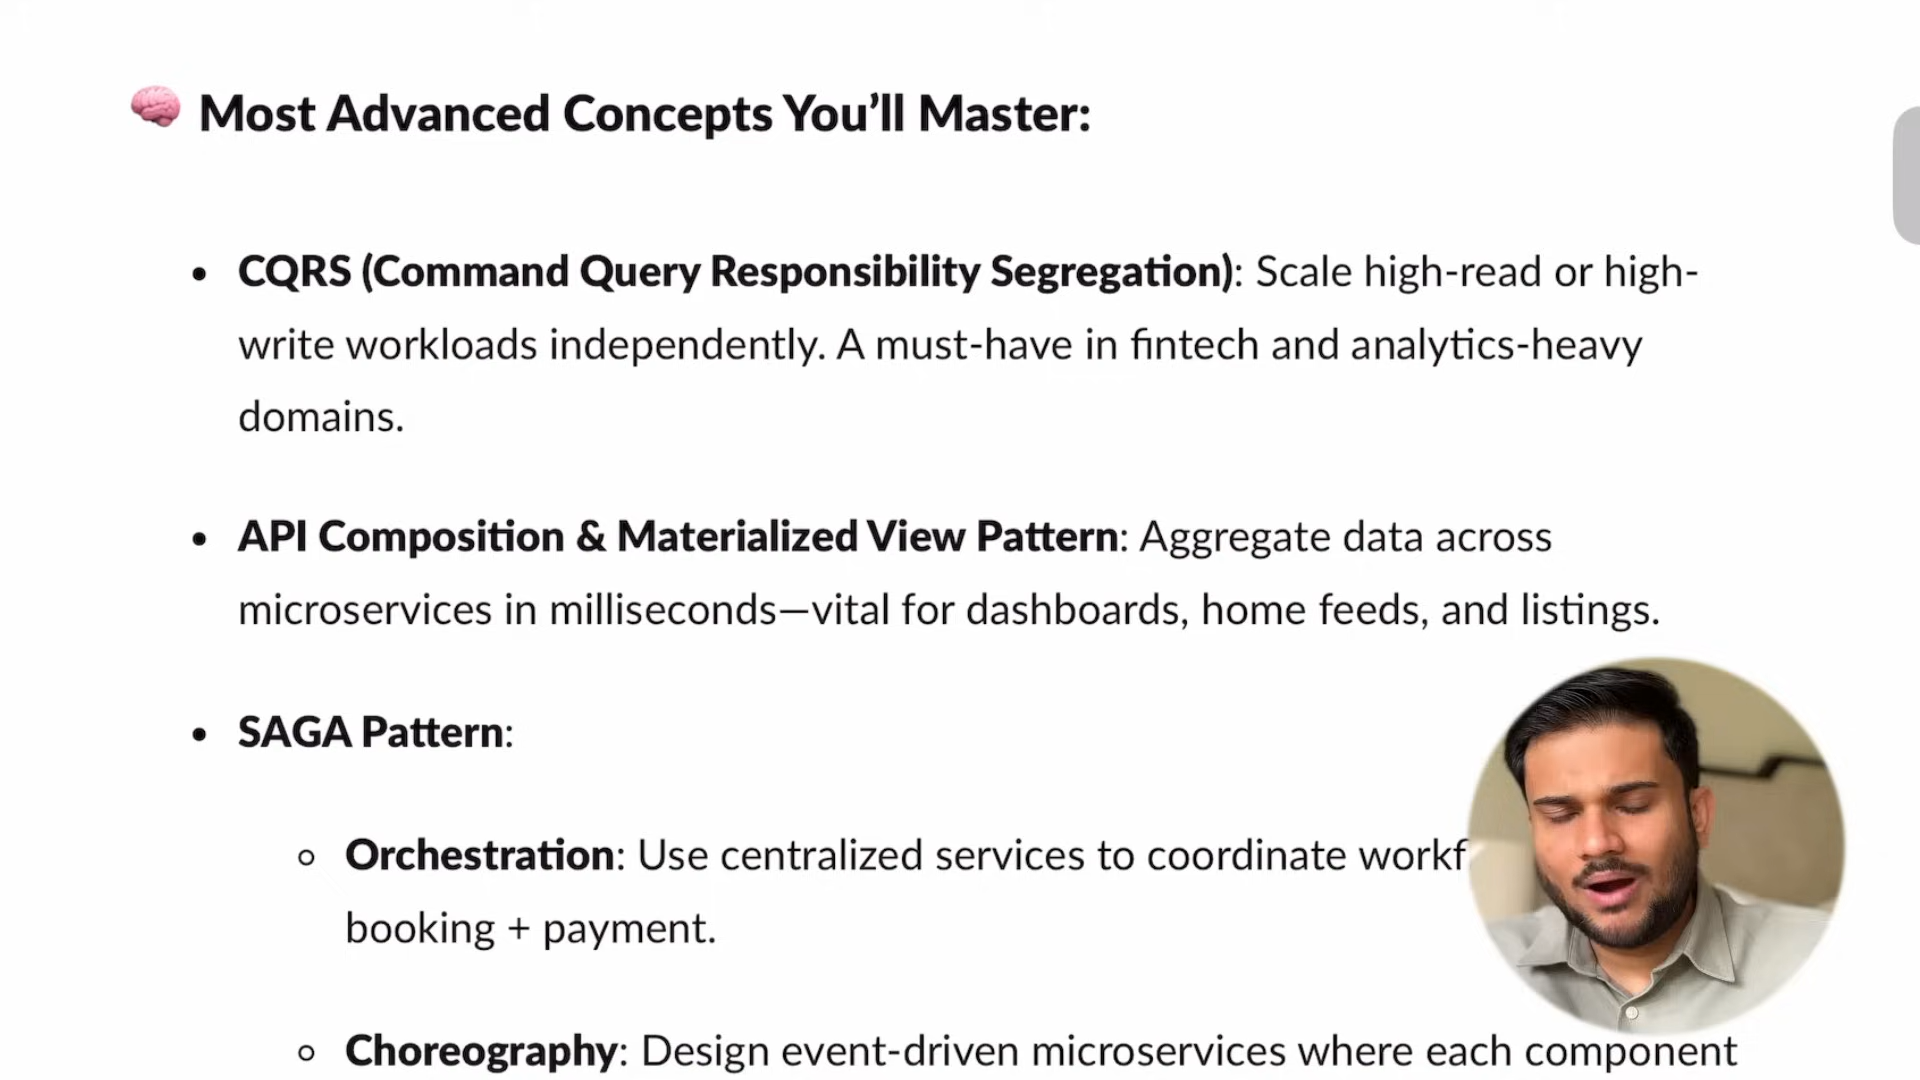 🧠 Most Advanced Concepts You’ll Master:
• CQRS (Command Query Responsibility Segregation): Scale high-read or high-
write workloads independently. A must-have in fintech and analytics-heavy
domains.
• API Composition & Materialized View Pattern: Aggregate data across
microservices in milliseconds—vital for dashboards, home feeds, and listings.
• SAGA Pattern:
◦ Orchestration: Use centralized services to coordinate
booking + payment.
◦ Choreography: Design event-driven microservices where each component